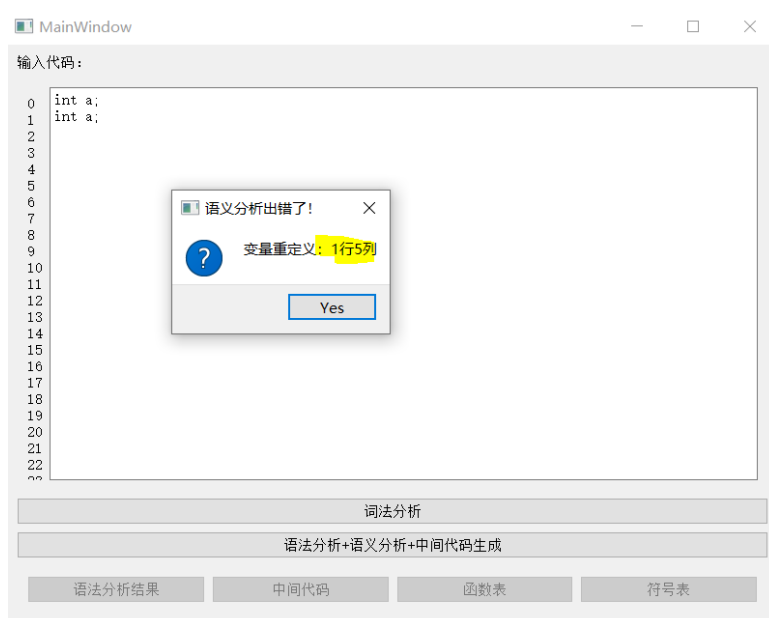 MainWindow
输入代码：
0 int a;
1 int a;
2
3
4
5
6
7
8
9
10
11
12
13
14
15
16
17
18
19
20
21
22
语义分析出错了!
变量重定义：1行5列
Yes
词法分析
语法分析+语义分析+中间代码生成
语法分析结果 中间代码 函数表 符号表